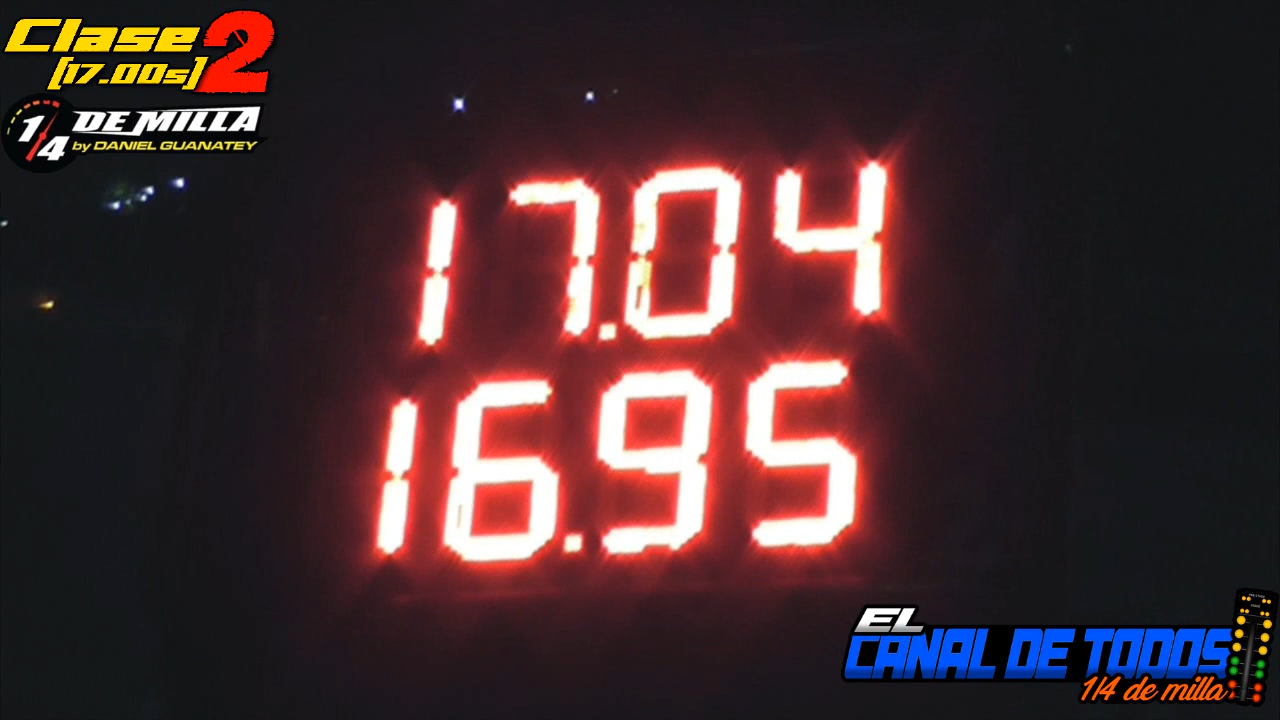 Clase 2
[17.00s]
1/4 DE MILLA
by DANIEL GUANATEY
17.04
16.95
EL
CANAL DE TODOS
1/4 de milla